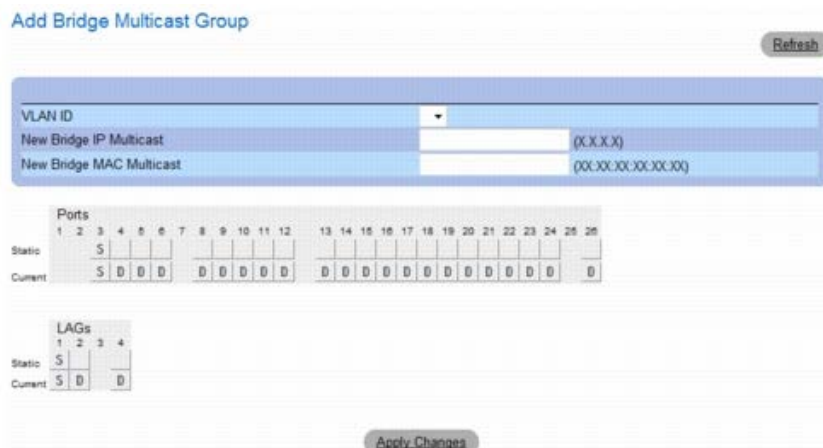 Add Bridge Multicast Group
Refresh
VLAN ID
New Bridge IP Multicast (X.X.X.X)
New Bridge MAC Multicast (XX:XX:XX:XX:XX:XX)
Ports
1 2 3 4 5 6 7 8 9 10 11 12 13 14 15 16 17 18 19 20 21 22 23 24 25 26
Static S
Current S D D D D D D D D D D D D D D D D D D D D D
LAGs
1 2 3 4
Static S
Current S D D
Apply Changes